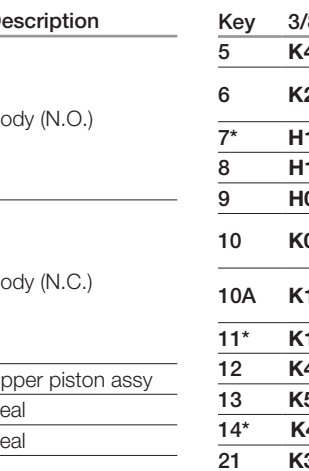 Description
ody (N.O.)
ody (N.C.)
pper piston assy
eal
eal
Key 3/8
5 K4
6 K2
7* H1
8 H1
9 H0
10 K0
10A K1
11* K1
12 K4
13 K5
14* K4
21 K3